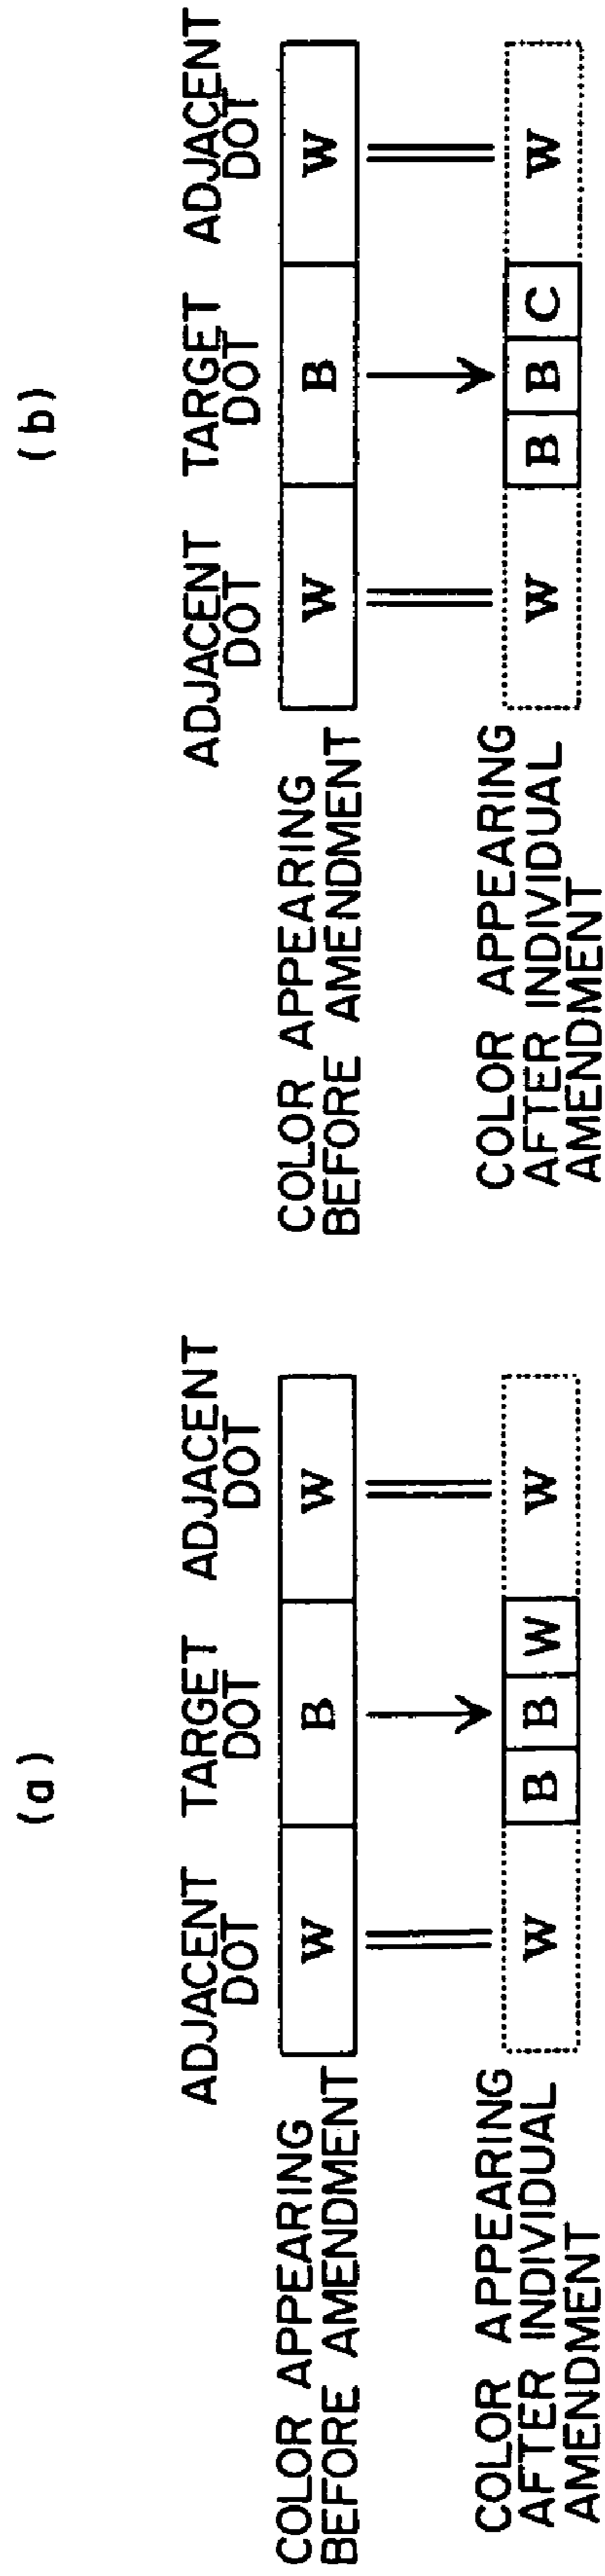 (a)
ADJACENT TARGET ADJACENT
DOT DOT DOT
COLOR APPEARING
BEFORE AMENDMENT
W B W
COLOR APPEARING
AFTER INDIVIDUAL
AMENDMENT
W B B W W
(b)
ADJACENT TARGET ADJACENT
DOT DOT DOT
COLOR APPEARING
BEFORE AMENDMENT
W B W
COLOR APPEARING
AFTER INDIVIDUAL
AMENDMENT
W B B C W